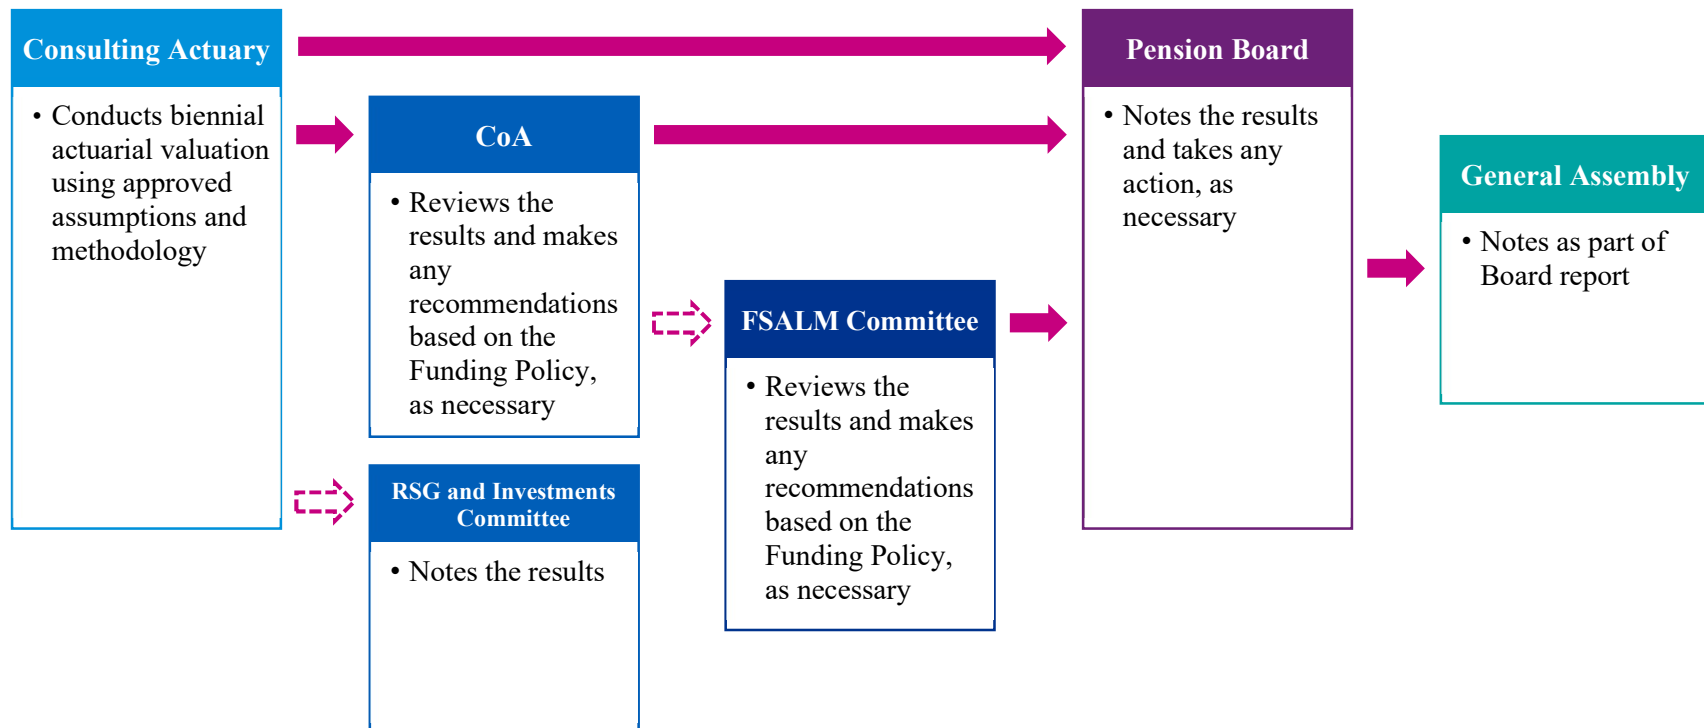 Consulting Actuary
• Conducts biennial
actuarial valuation
using approved
assumptions and
methodology
CoA
• Reviews the
results and makes
any
recommendations
based on the
Funding Policy,
as necessary
RSG and Investments
Committee
• Notes the results
FSALM Committee
• Reviews the
results and makes
any
recommendations
based on the
Funding Policy,
as necessary
Pension Board
• Notes the results
and takes any
action, as
necessary
General Assembly
• Notes as part of
Board report